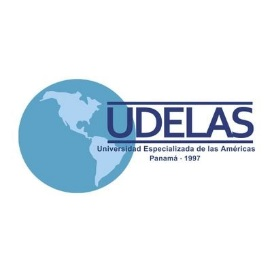 UDELAS
Universidad Especializada de las Américas
Panamá - 1997